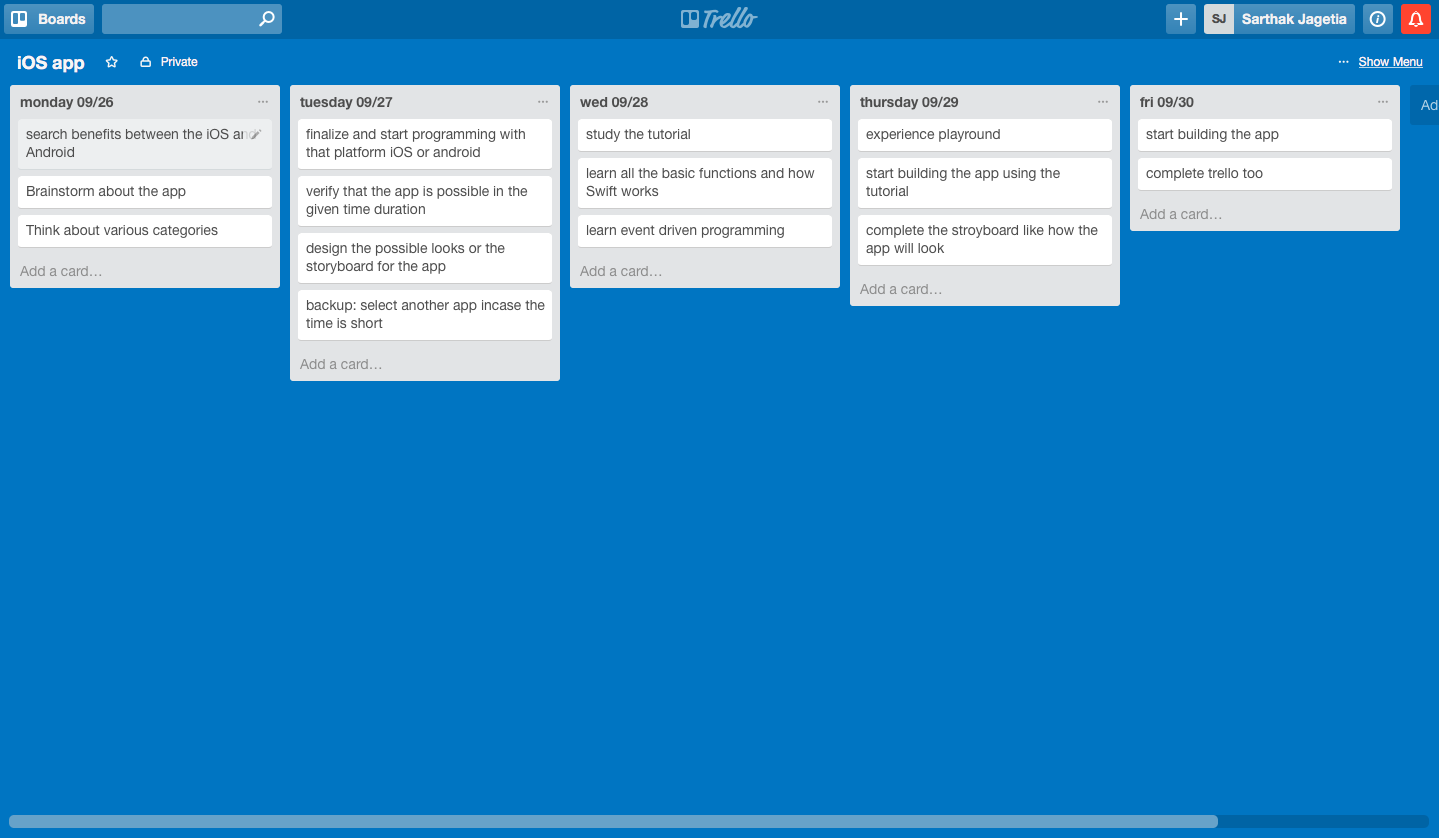 Boards
Trello
SJ
Sarthak Jagetia
iOS app
Private
... Show Menu
monday 09/26
search benefits between the iOS and
Android
Brainstorm about the app
Think about various categories
Add a card…
tuesday 09/27
finalize and start programming with
that platform iOS or android
verify that the app is possible in the
given time duration
design the possible looks or the
storyboard for the app
backup: select another app incase the
time is short
Add a card…
wed 09/28
study the tutorial
learn all the basic functions and how
Swift works
learn event driven programming
Add a card…
thursday 09/29
experience playround
start building the app using the
tutorial
complete the stroyboard like how the
app will look
Add a card…
fri 09/30
start building the app
complete trello too
Add a card…
Ad